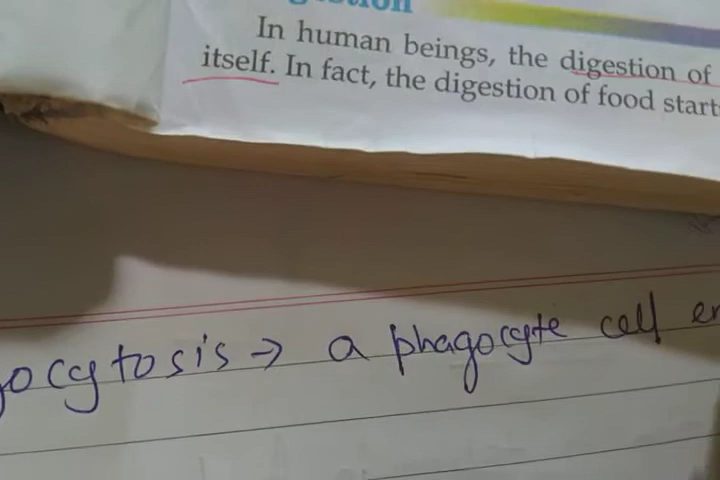 In human beings, the digestion of
itself. In fact, the digestion of food start
ocytosis → a phagocyte cell